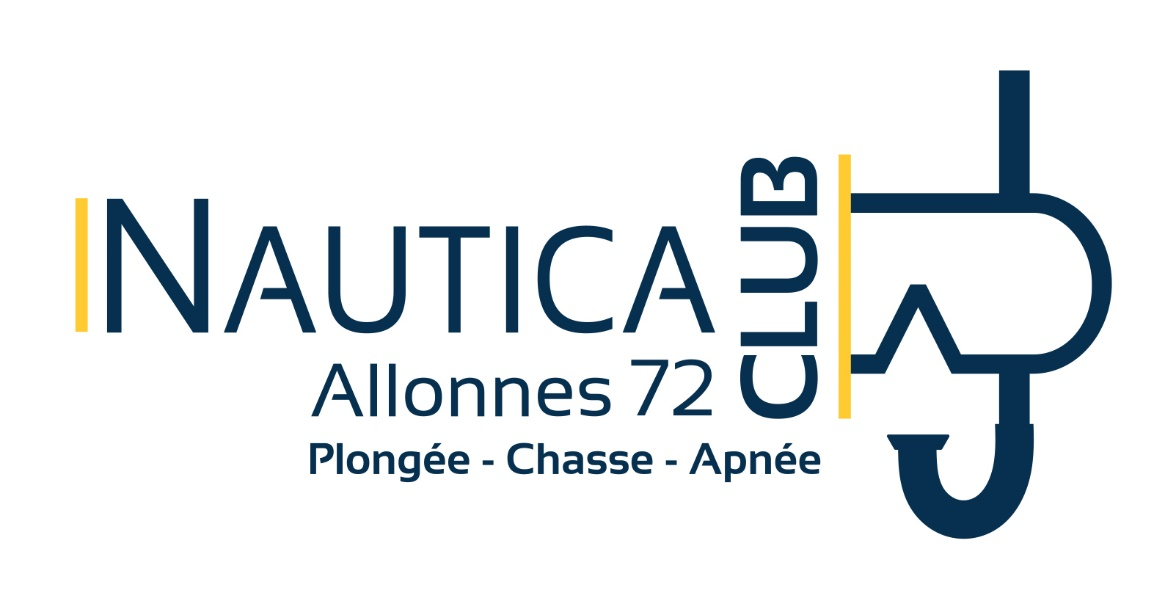 NAUTICA
CLUB
Allonnes 72
Plongée - Chasse - Apnée